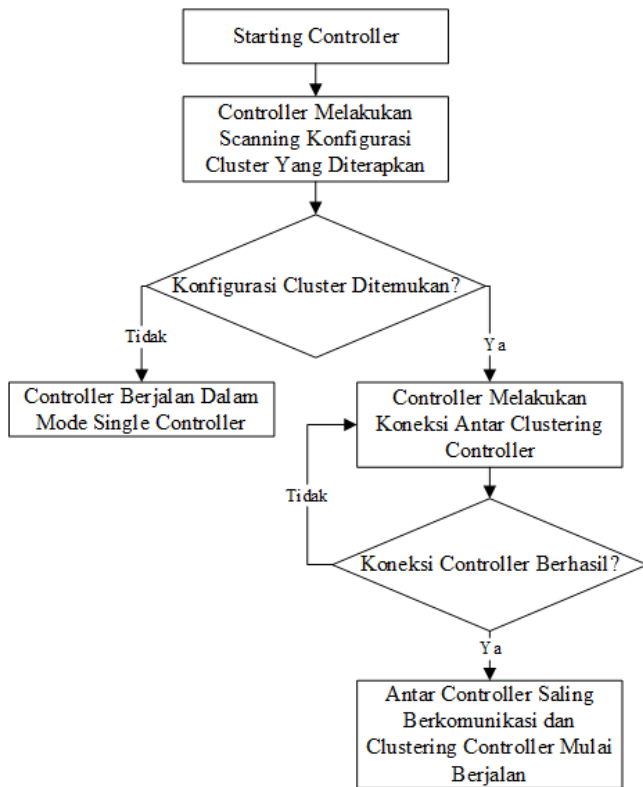 Starting Controller
Controller Melakukan
Scanning Konfigurasi
Cluster Yang Diterapkan
Konfigurasi Cluster Ditemukan?
Tidak
Ya
Controller Berjalan Dalam
Mode Single Controller
Controller Melakukan
Koneksi Antar Clustering
Controller
Tidak
Koneksi Controller Berhasil?
Ya
Antar Controller Saling
Berkomunikasi dan
Clustering Controller Mulai
Berjalan